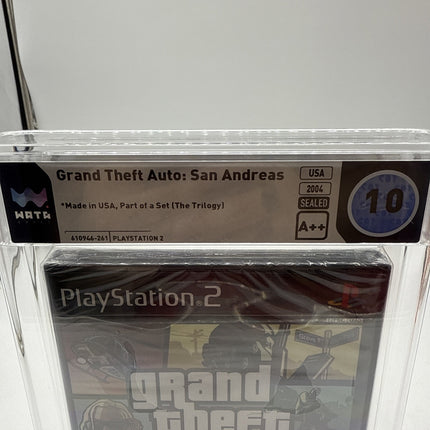 Grand Theft Auto: San Andreas
USA
2004
SEALED
A++
10
WATA
*Made in USA, Part of a Set (The Trilogy)
610946-261 | PLAYSTATION 2
PlayStation 2
grand
theft